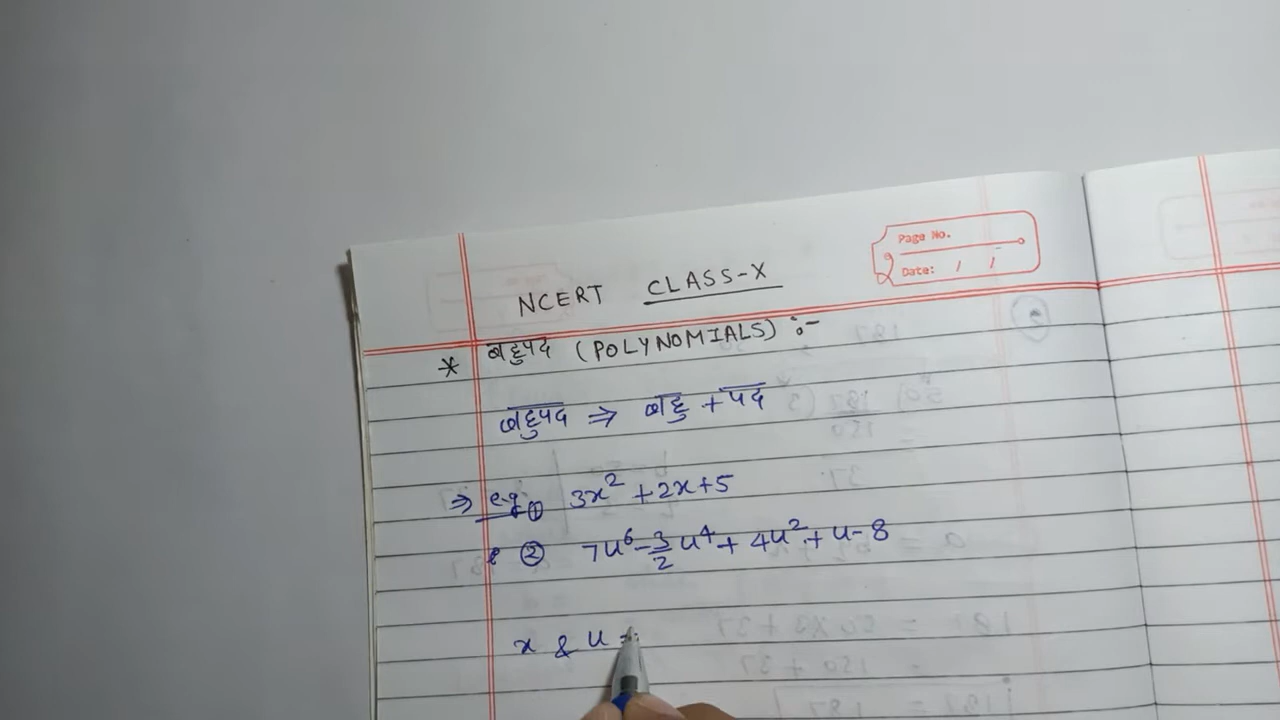 Page No.
Date: / /
NCERT CLASS-X
* बहुपद (POLYNOMIALS) :-
बहुपद ⇒ बहु + पद
⇒ e.g. ① 3x² + 2x + 5
& ② 7u⁶ - 3/2 u⁴ + 4u² + u - 8
x & u